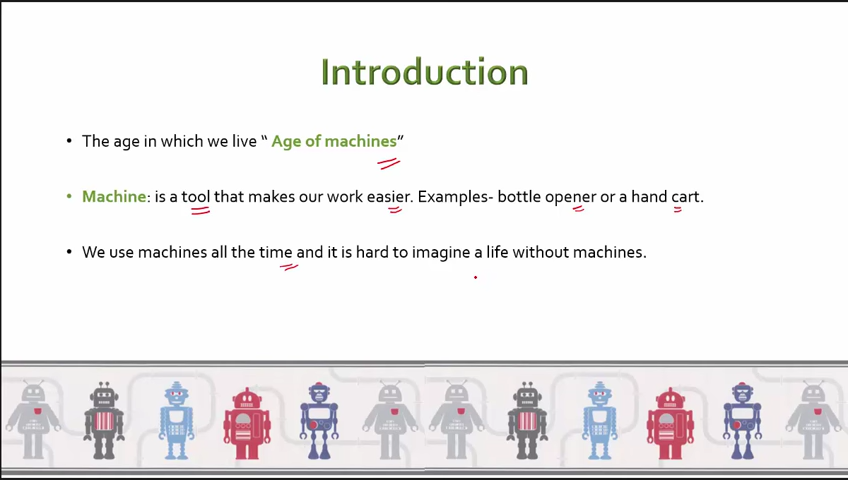 Introduction
• The age in which we live “ Age of machines”
• Machine: is a tool that makes our work easier. Examples- bottle opener or a hand cart.
• We use machines all the time and it is hard to imagine a life without machines.